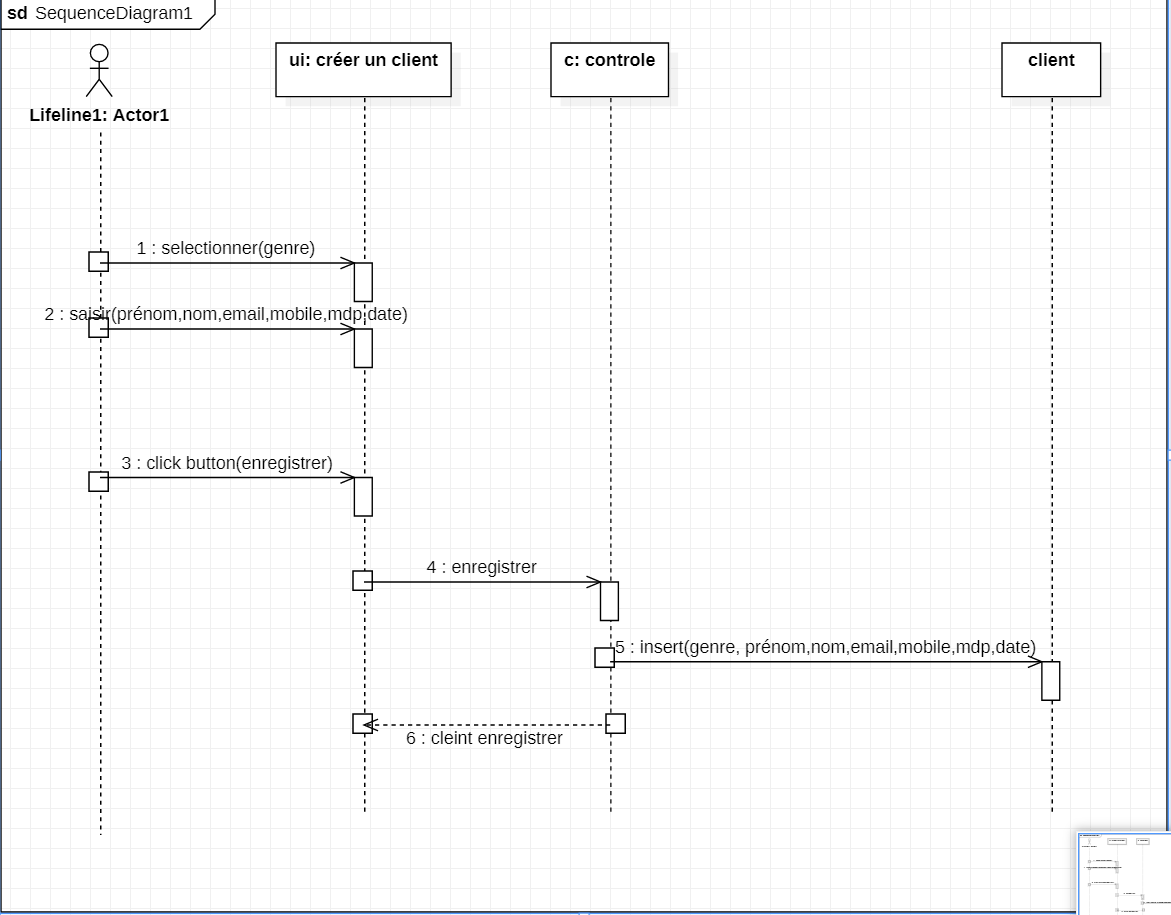 sd SequenceDiagram1
Lifeline1: Actor1
ui: créer un client
c: controle
client
1 : selectionner(genre)
2 : saisir(prénom,nom,email,mobile,mdp,date)
3 : click button(enregistrer)
4 : enregistrer
5 : insert(genre, prénom,nom,email,mobile,mdp,date)
6 : cleint enregistrer